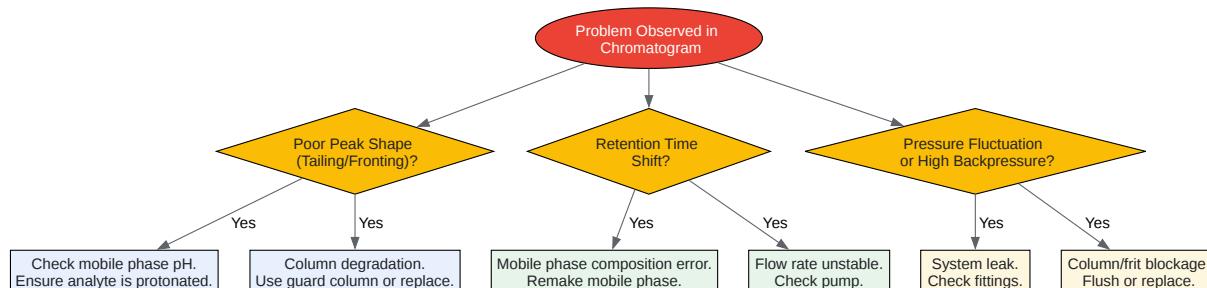 Problem Observed in
Chromatogram
Poor Peak Shape
(Tailing/Fronting)?
Retention Time
Shift?
Pressure Fluctuation
or High Backpressure?
Yes
Yes
Yes
Yes
Yes
Yes
Check mobile phase pH.
Ensure analyte is protonated.
Column degradation.
Use guard column or replace.
Mobile phase composition error.
Remake mobile phase.
Flow rate unstable.
Check pump.
System leak.
Check fittings.
Column/frit blockage
Flush or replace.